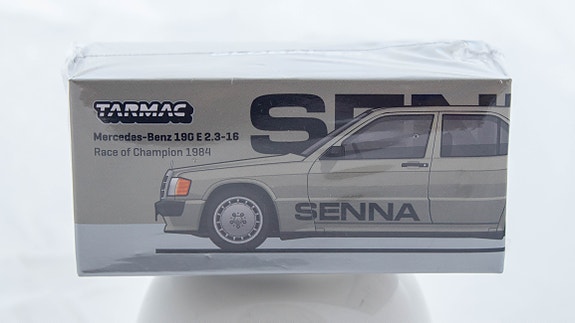 TARMAC
Mercedes-Benz 190 E 2.3-16
Race of Champion 1984
SENN
SENNA